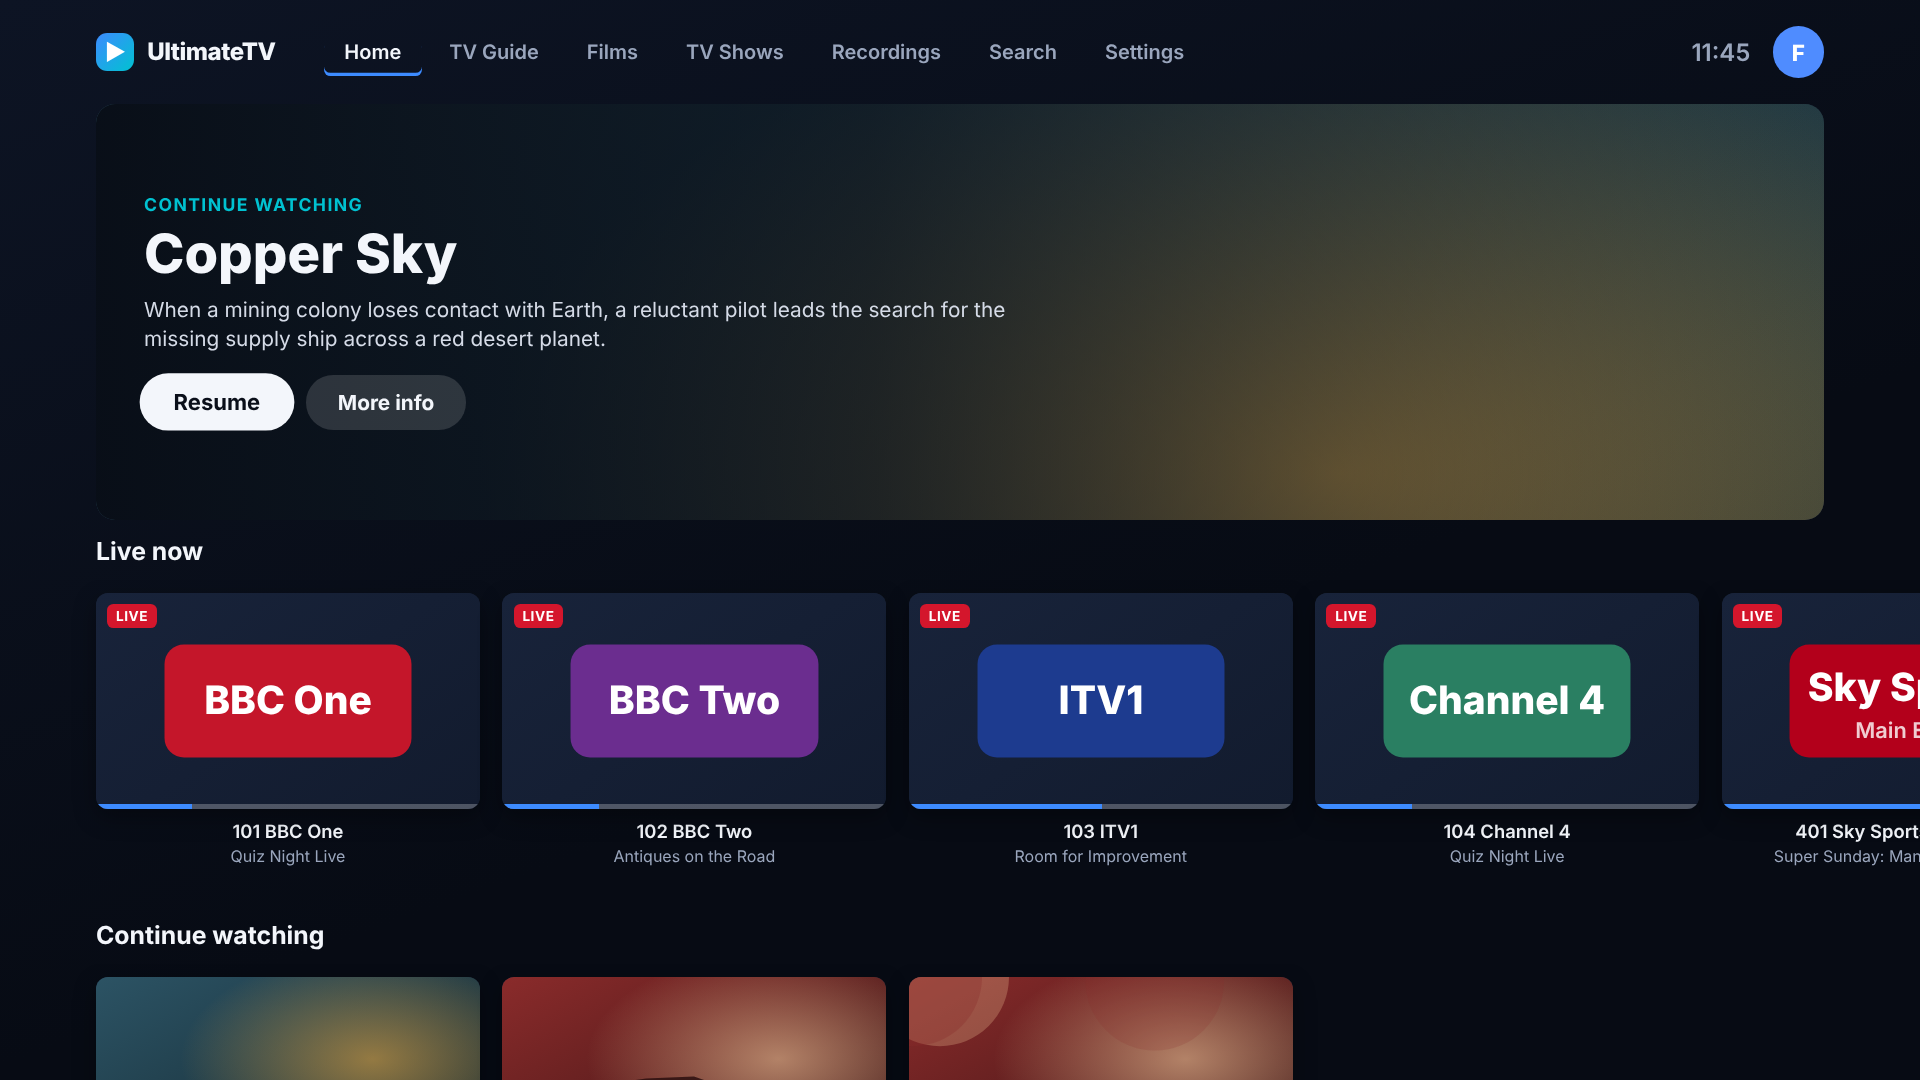 UltimateTV
Home
TV Guide
Films
TV Shows
Recordings
Search
Settings
11:45
F
CONTINUE WATCHING
Copper Sky
When a mining colony loses contact with Earth, a reluctant pilot leads the search for the
missing supply ship across a red desert planet.
Resume
More info
Live now
LIVE
BBC One
101 BBC One
Quiz Night Live
LIVE
BBC Two
102 BBC Two
Antiques on the Road
LIVE
ITV1
103 ITV1
Room for Improvement
LIVE
Channel 4
104 Channel 4
Quiz Night Live
LIVE
Sky
Main
401 Sky
Super Sunday:
Continue watching